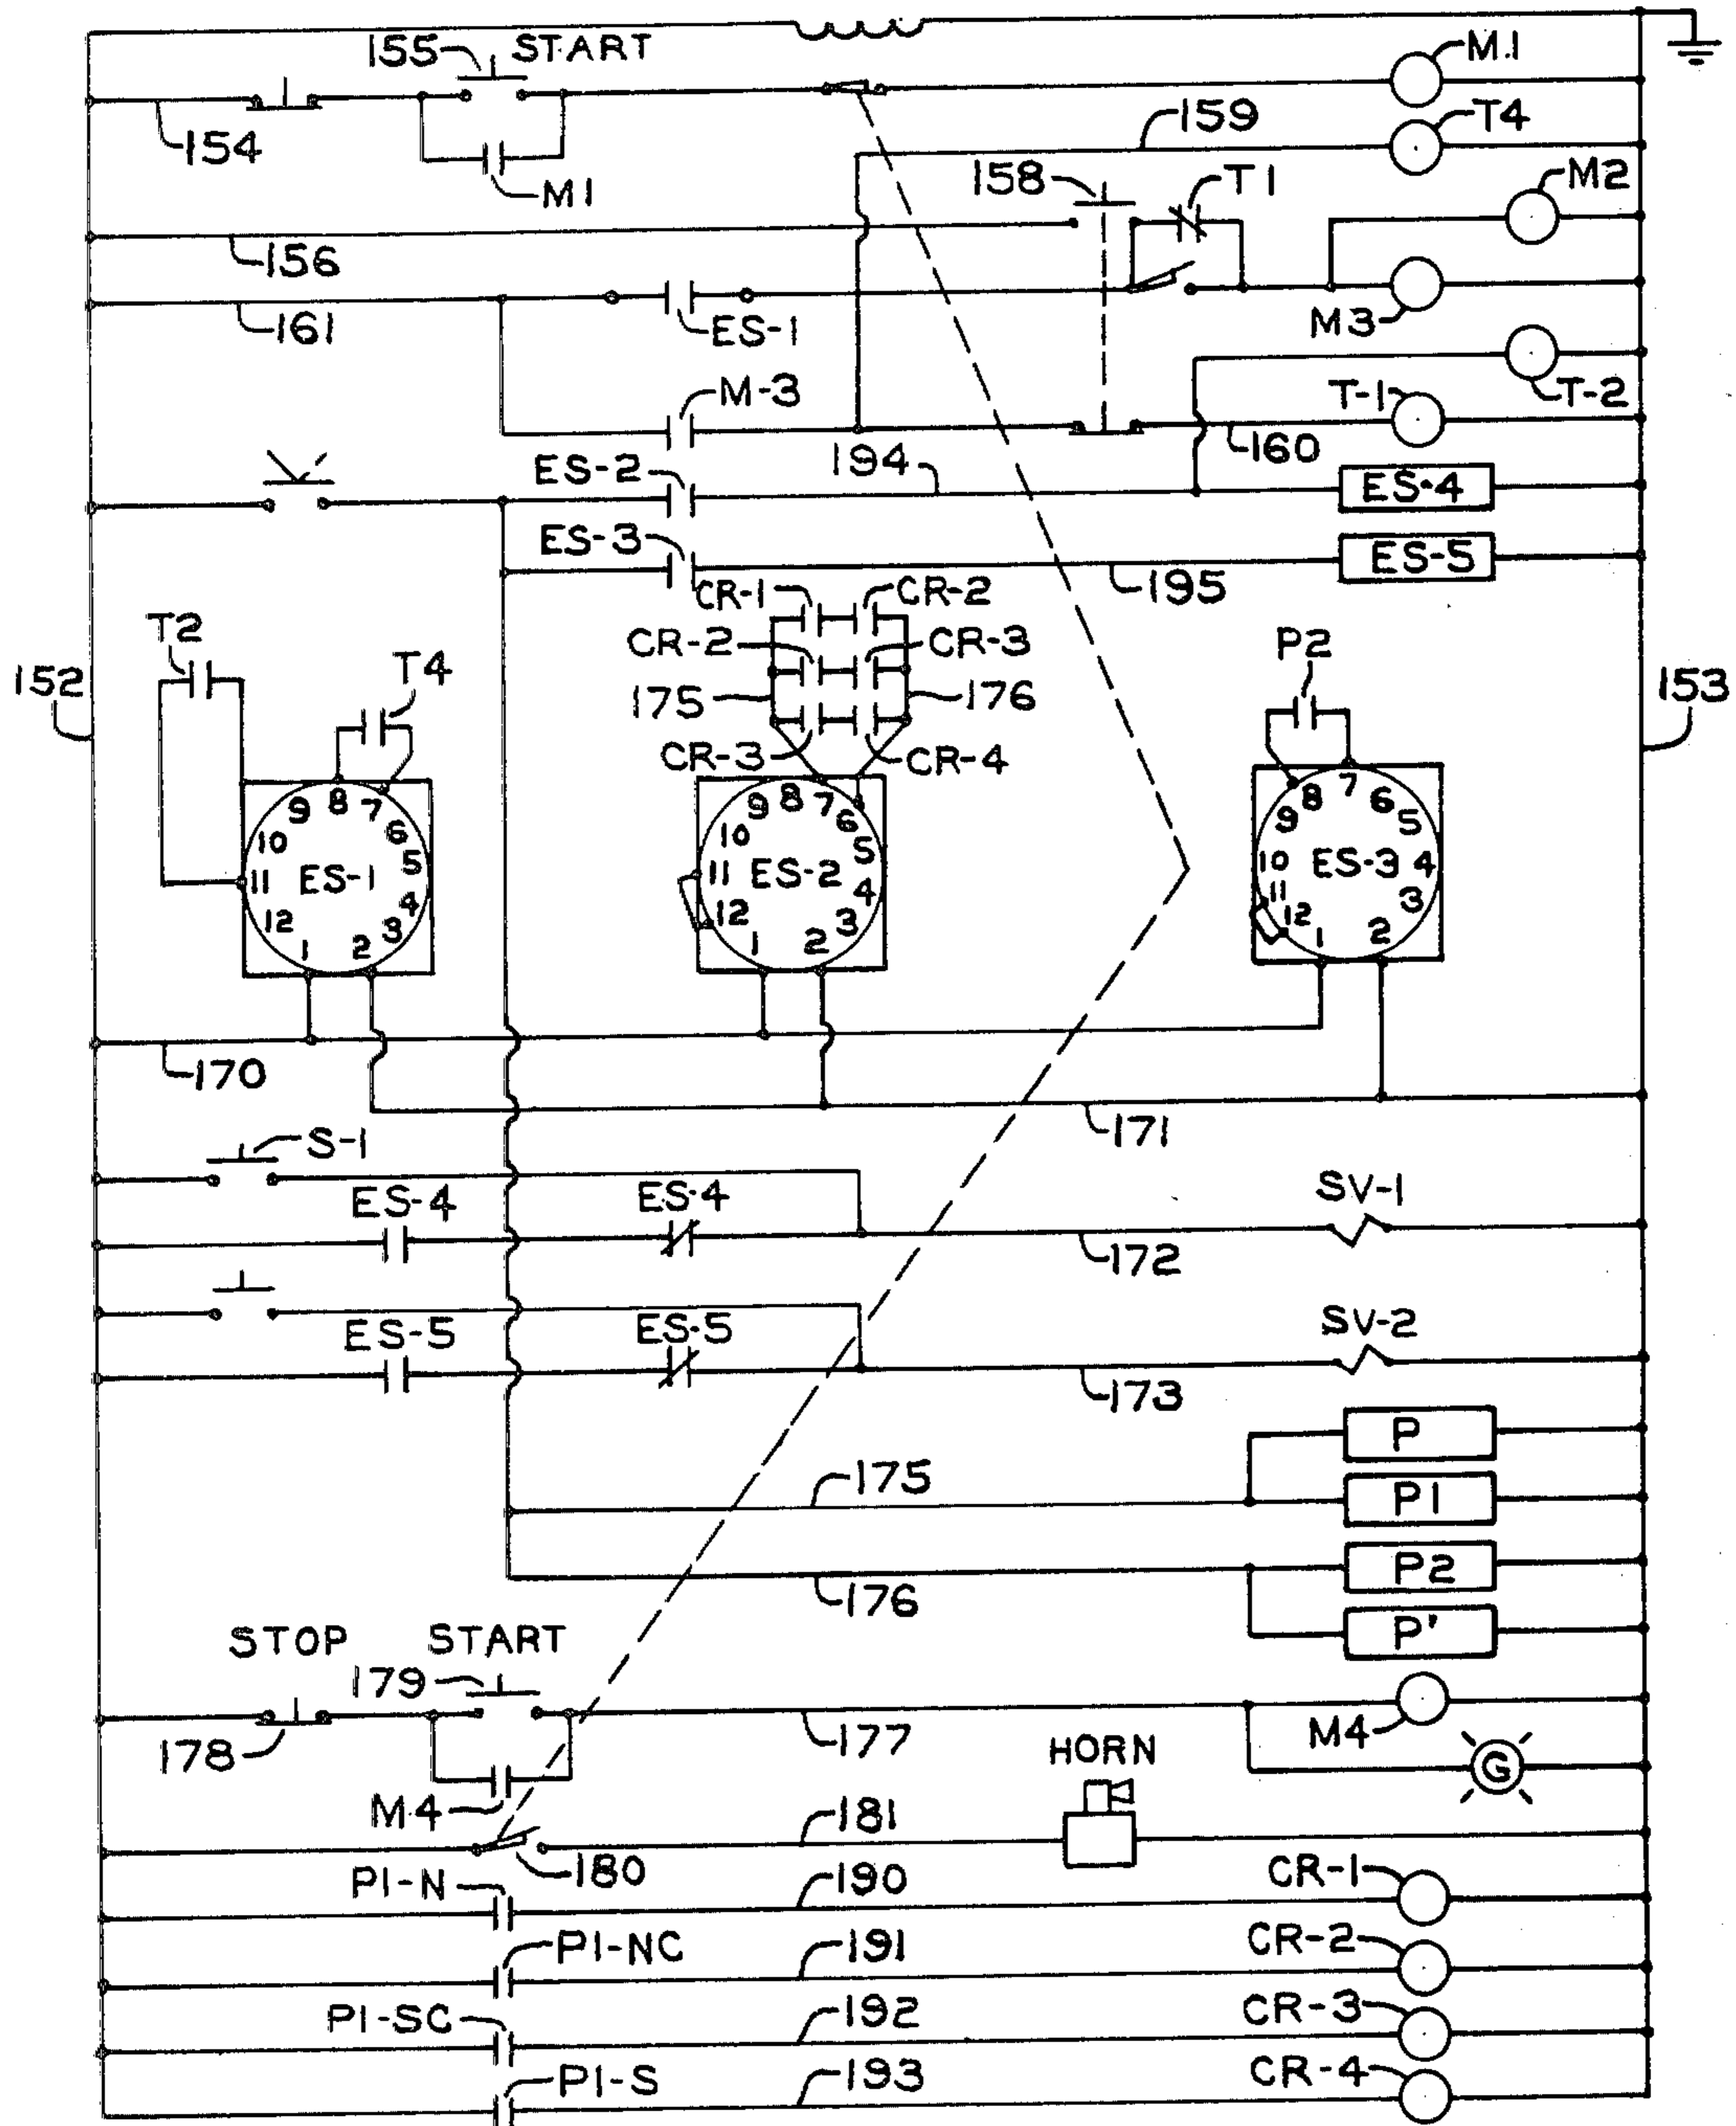 155 START
M.1
154
M1
159
T4
158
T1
M2
156
161
ES-1
M3
M-3
T-1
T-2
160
ES-2
194
ES-4
ES-3
ES-5
195
CR-1
CR-2
CR-2
CR-3
175
176
CR-3
CR-4
T2
T4
P2
152
153
9 8 7 6 5 4 3 2 1 12 11 10
ES-1
9 8 7 6 5 4 3 2 1 12 11 10
ES-2
9 8 7 6 5 4 3 2 1 12 11 10
ES-3
170
171
S-1
ES-4
ES-4
SV-1
172
ES-5
ES-5
SV-2
173
P
175
P1
P2
176
P'
STOP START
179
178
177
M4
HORN
G
M4
181
180
P1-N
190
CR-1
P1-NC
191
CR-2
P1-SC
192
CR-3
P1-S
193
CR-4